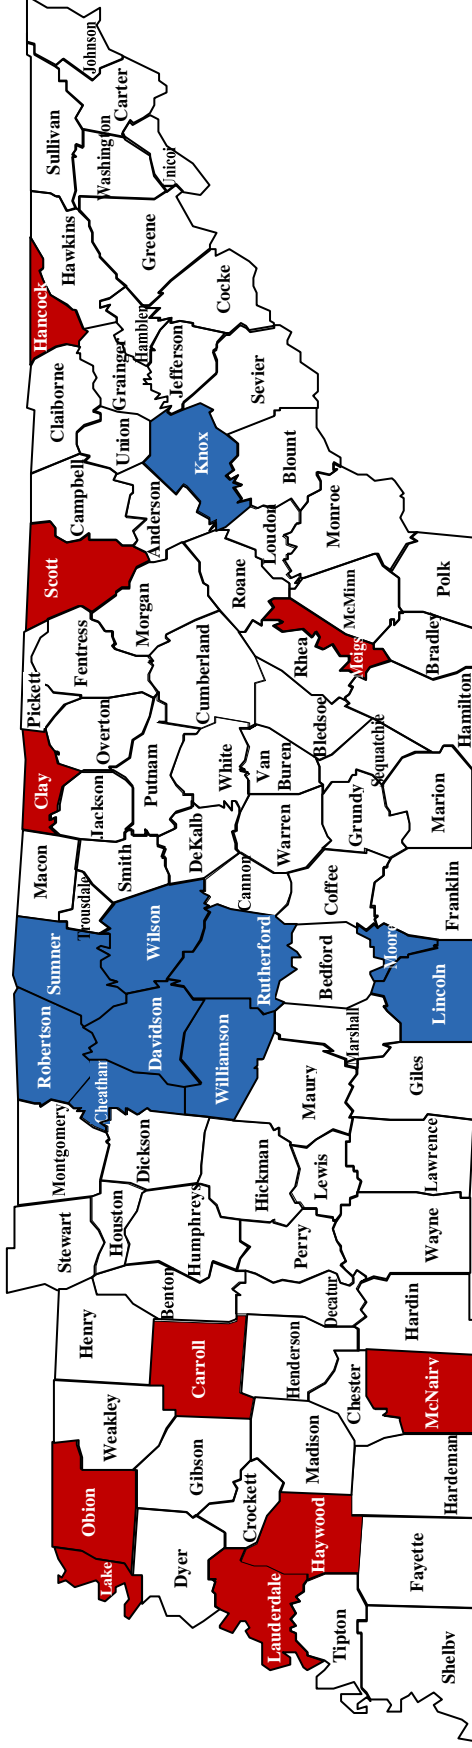 Johnson
Carter
Sullivan
Washington
Unicoi
Hawkins
Greene
Hancock
Cocke
Hamblen
Grainger
Jefferson
Claiborne
Sevier
Union
Knox
Campbell
Blount
Anderson
Loudon
Monroe
Scott
Morgan
Roane
McMinn
Polk
Fentress
Rhea
Meigs
Bradley
Pickett
Cumberland
Hamilton
Overton
Bledsoe
Sequatchie
Clay
Jackson
Putnam
White
Van
Buren
Grundy
Marion
Macon
Smith
DeKalb
Warren
Trousdale
Cannon
Coffee
Franklin
Sumner
Wilson
Rutherford
Bedford
Moore
Lincoln
Robertson
Davidson
Williamson
Marshall
Cheatham
Maury
Giles
Montgomery
Dickson
Hickman
Lewis
Lawrence
Stewart
Houston
Humphreys
Perry
Wayne
Henry
Benton
Decatur
Hardin
Carroll
Henderson
Chester
McNairy
Weakley
Gibson
Madison
Hardeman
Obion
Crockett
Haywood
Lake
Dyer
Lauderdale
Fayette
Tipton
Shelby